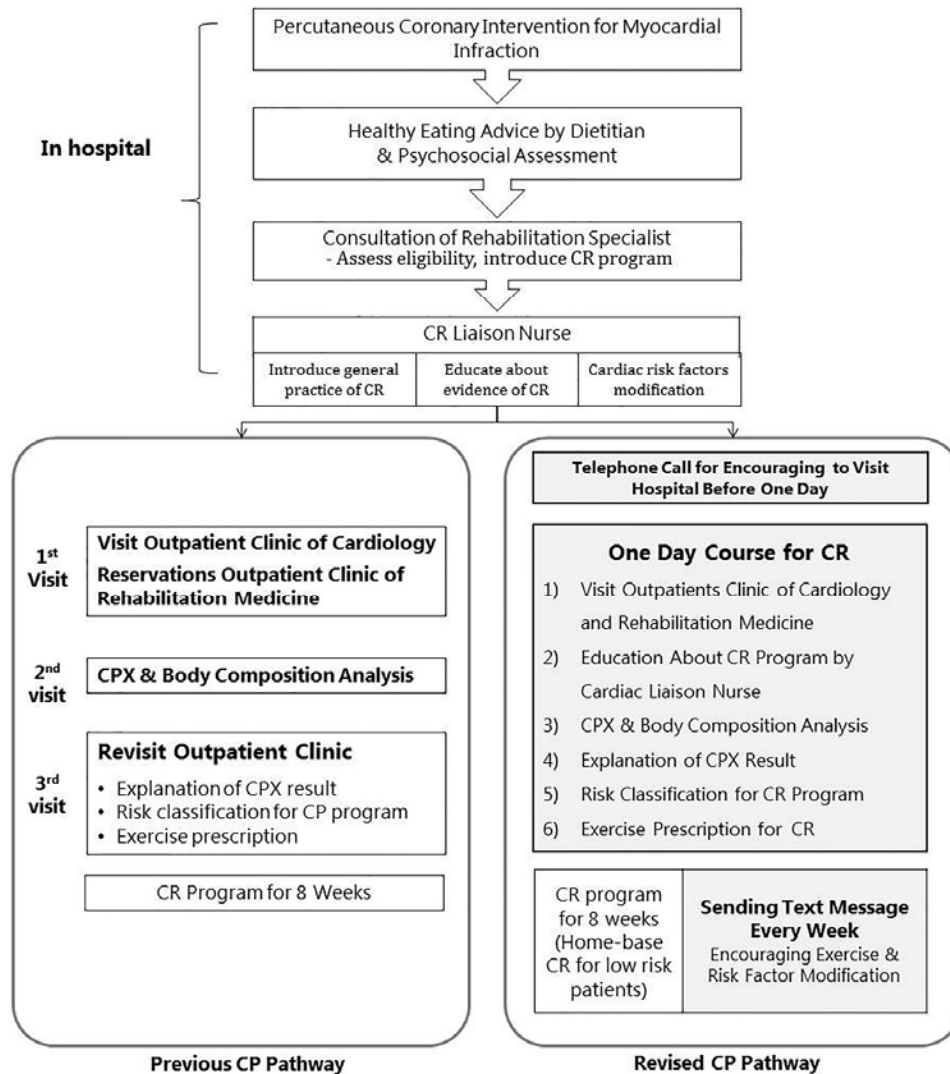 Percutaneous Coronary Intervention for Myocardial
Infraction
In hospital
Healthy Eating Advice by Dietitian
& Psychosocial Assessment
Consultation of Rehabilitation Specialist
- Assess eligibility, introduce CR program
CR Liaison Nurse
Introduce general
practice of CR
Educate about
evidence of CR
Cardiac risk factors
modification
1st
Visit
Visit Outpatient Clinic of Cardiology
Reservations Outpatient Clinic of
Rehabilitation Medicine
2nd
visit
CPX & Body Composition Analysis
3rd
visit
Revisit Outpatient Clinic
• Explanation of CPX result
• Risk classification for CP program
• Exercise prescription
CR Program for 8 Weeks
Previous CP Pathway
Telephone Call for Encouraging to Visit
Hospital Before One Day
One Day Course for CR
1) Visit Outpatients Clinic of Cardiology
and Rehabilitation Medicine
2) Education About CR Program by
Cardiac Liaison Nurse
3) CPX & Body Composition Analysis
4) Explanation of CPX Result
5) Risk Classification for CR Program
6) Exercise Prescription for CR
CR program
for 8 weeks
(Home-base
CR for low risk
patients)
Sending Text Message
Every Week
Encouraging Exercise &
Risk Factor Modification
Revised CP Pathway